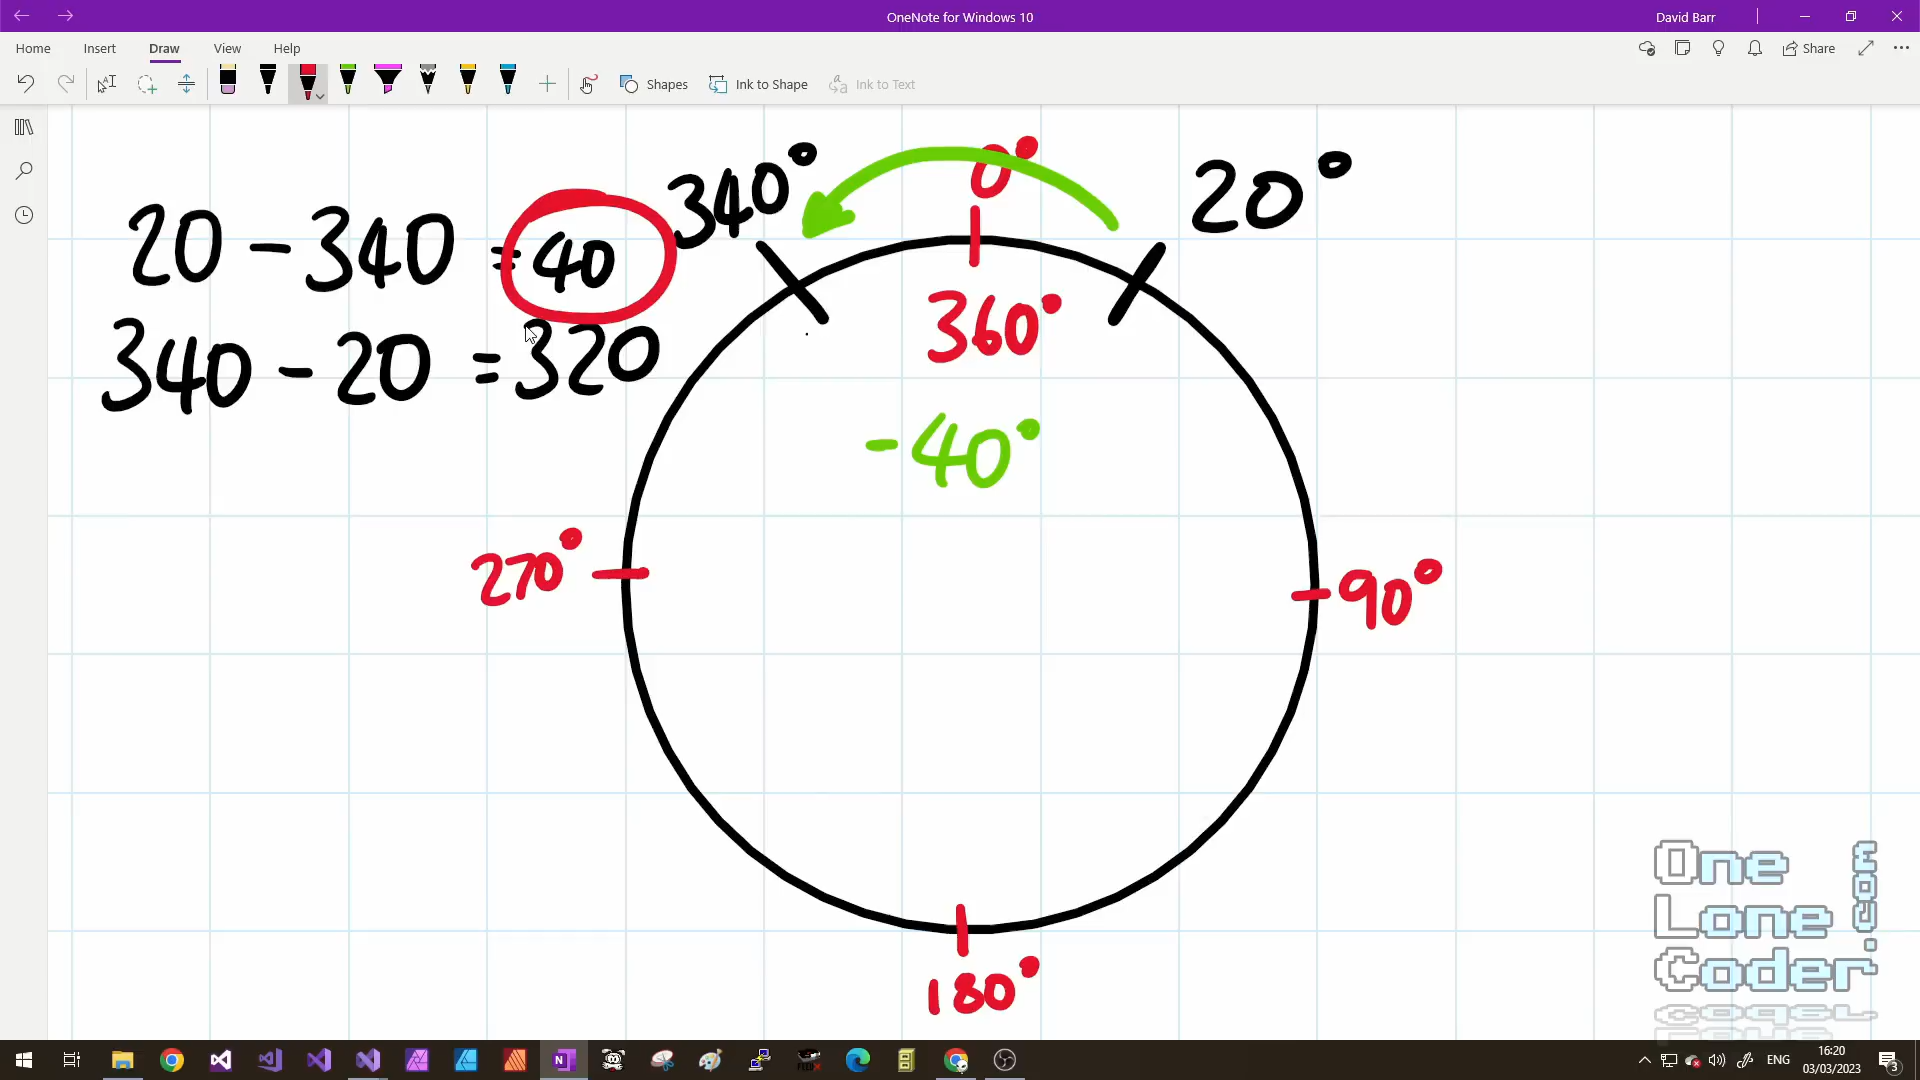 OneNote for Windows 10
David Barr
Home Insert Draw View Help
Share
Shapes
Ink to Shape
Ink to Text
20 - 340 = 40
340 - 20 = 320
340°
0°
20°
360°
-40°
270°
90°
180°
One
Lone
Coder
.com
ENG
16:20
03/03/2023
3